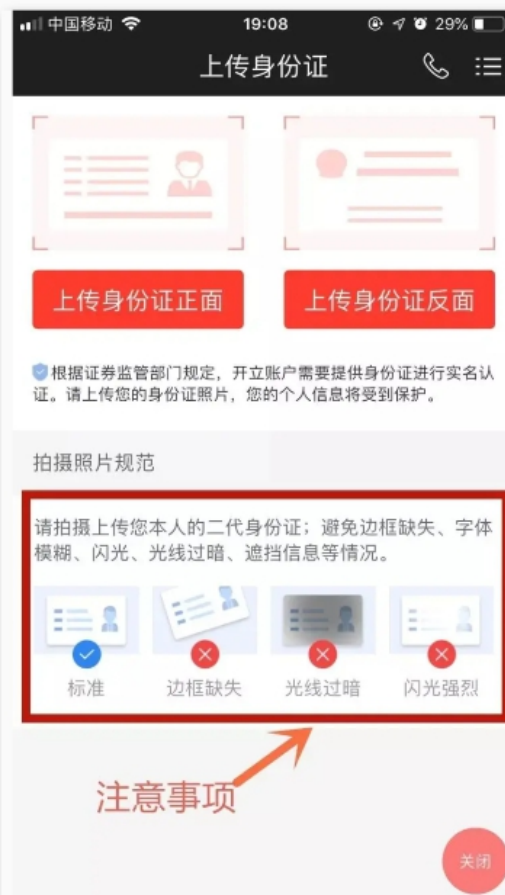 中国移动 19:08 29%
上传身份证
上传身份证正面 上传身份证反面
根据证券监管部门规定，开立账户需要提供身份证进行实名认
证。请上传您的身份证照片，您的个人信息将受到保护。
拍摄照片规范
请拍摄上传您本人的二代身份证；避免边框缺失、字体
模糊、闪光、光线过暗、遮挡信息等情况。
标准 边框缺失 光线过暗 闪光强烈
注意事项
关闭